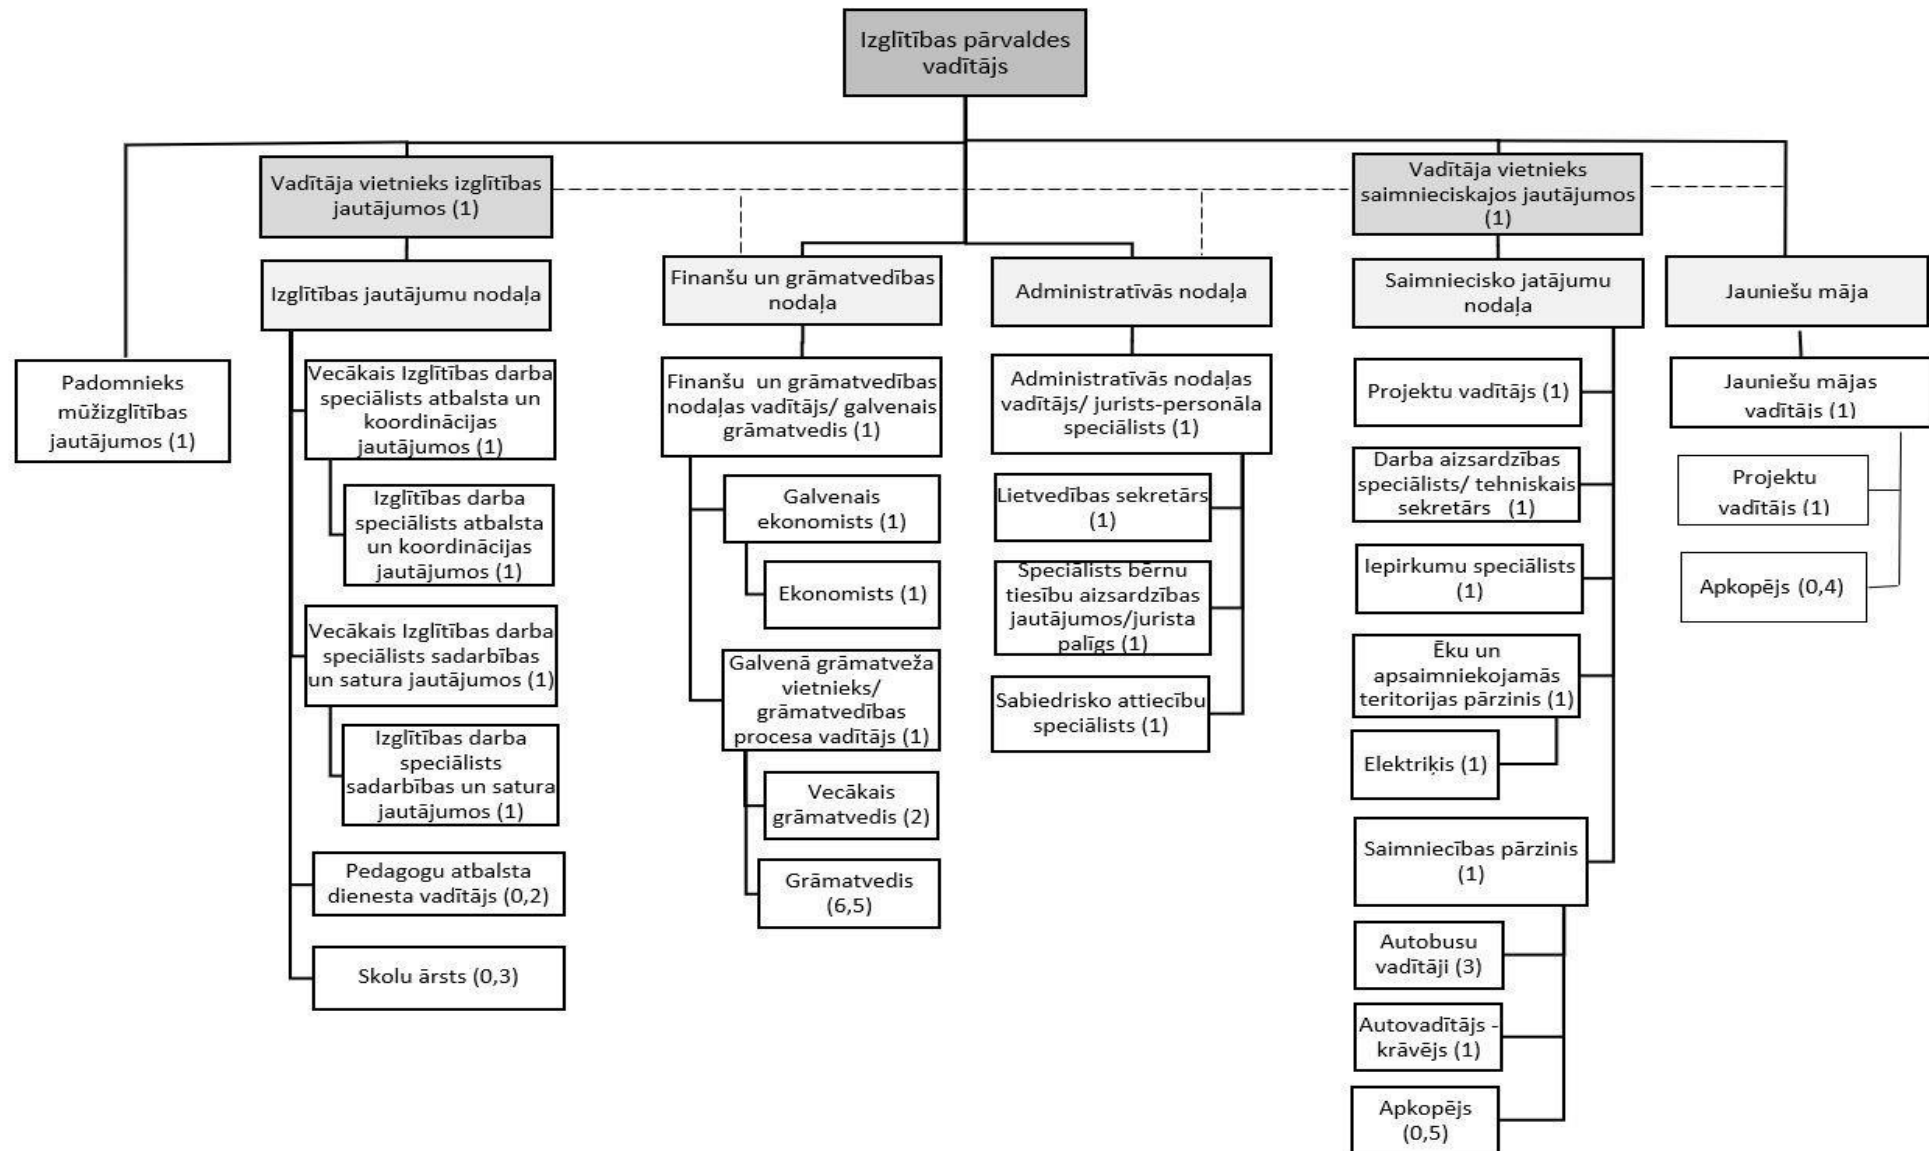 Izglītības pārvaldes
vadītājs
Vadītāja vietnieks izglītības
jautājumos (1)
Vadītāja vietnieks
saimnieciskajos jautājumos
(1)
Izglītības jautājumu nodaļa
Finanšu un grāmatvedības
nodaļa
Administratīvās nodaļa
Saimniecisko jatājumu
nodaļa
Jauniešu māja
Padomnieks
mūžizglītības
jautājumos (1)
Vecākais Izglītības darba
speciālists atbalsta un
koordinācijas
jautājumos (1)
Izglītības darba
speciālists atbalsta
un koordinācijas
jautājumos (1)
Vecākais Izglītības darba
speciālists sadarbības
un satura jautājumos (1)
Izglītības darba
speciālists
sadarbības un satura
jautājumos (1)
Pedagogu atbalsta
dienesta vadītājs (0,2)
Skolu ārsts (0,3)
Finanšu un grāmatvedības
nodaļas vadītājs/ galvenais
grāmatvedis (1)
Galvenais
ekonomists (1)
Ekonomists (1)
Galvenā grāmatveža
vietnieks/
grāmatvedības
procesa vadītājs (1)
Vecākais
grāmatvedis (2)
Grāmatvedis
(6,5)
Administratīvās nodaļas
vadītājs/ jurists-personāla
speciālists (1)
Lietvedības sekretārs
(1)
Speciālists bērnu
tiesību aizsardzības
jautājumos/jurista
palīgs (1)
Sabiedrisko attiecību
speciālists (1)
Projektu vadītājs (1)
Darba aizsardzības
speciālists/ tehniskais
sekretārs (1)
Iepirkumu speciālists
(1)
Ēku un
apsaimniekojamās
teritorijas pārzinis (1)
Elektriķis (1)
Saimniecības pārzinis
(1)
Autobusu
vadītāji (3)
Autovadītājs -
krāvējs (1)
Apkopējs
(0,5)
Jauniešu mājas
vadītājs (1)
Projektu
vadītājs (1)
Apkopējs (0,4)